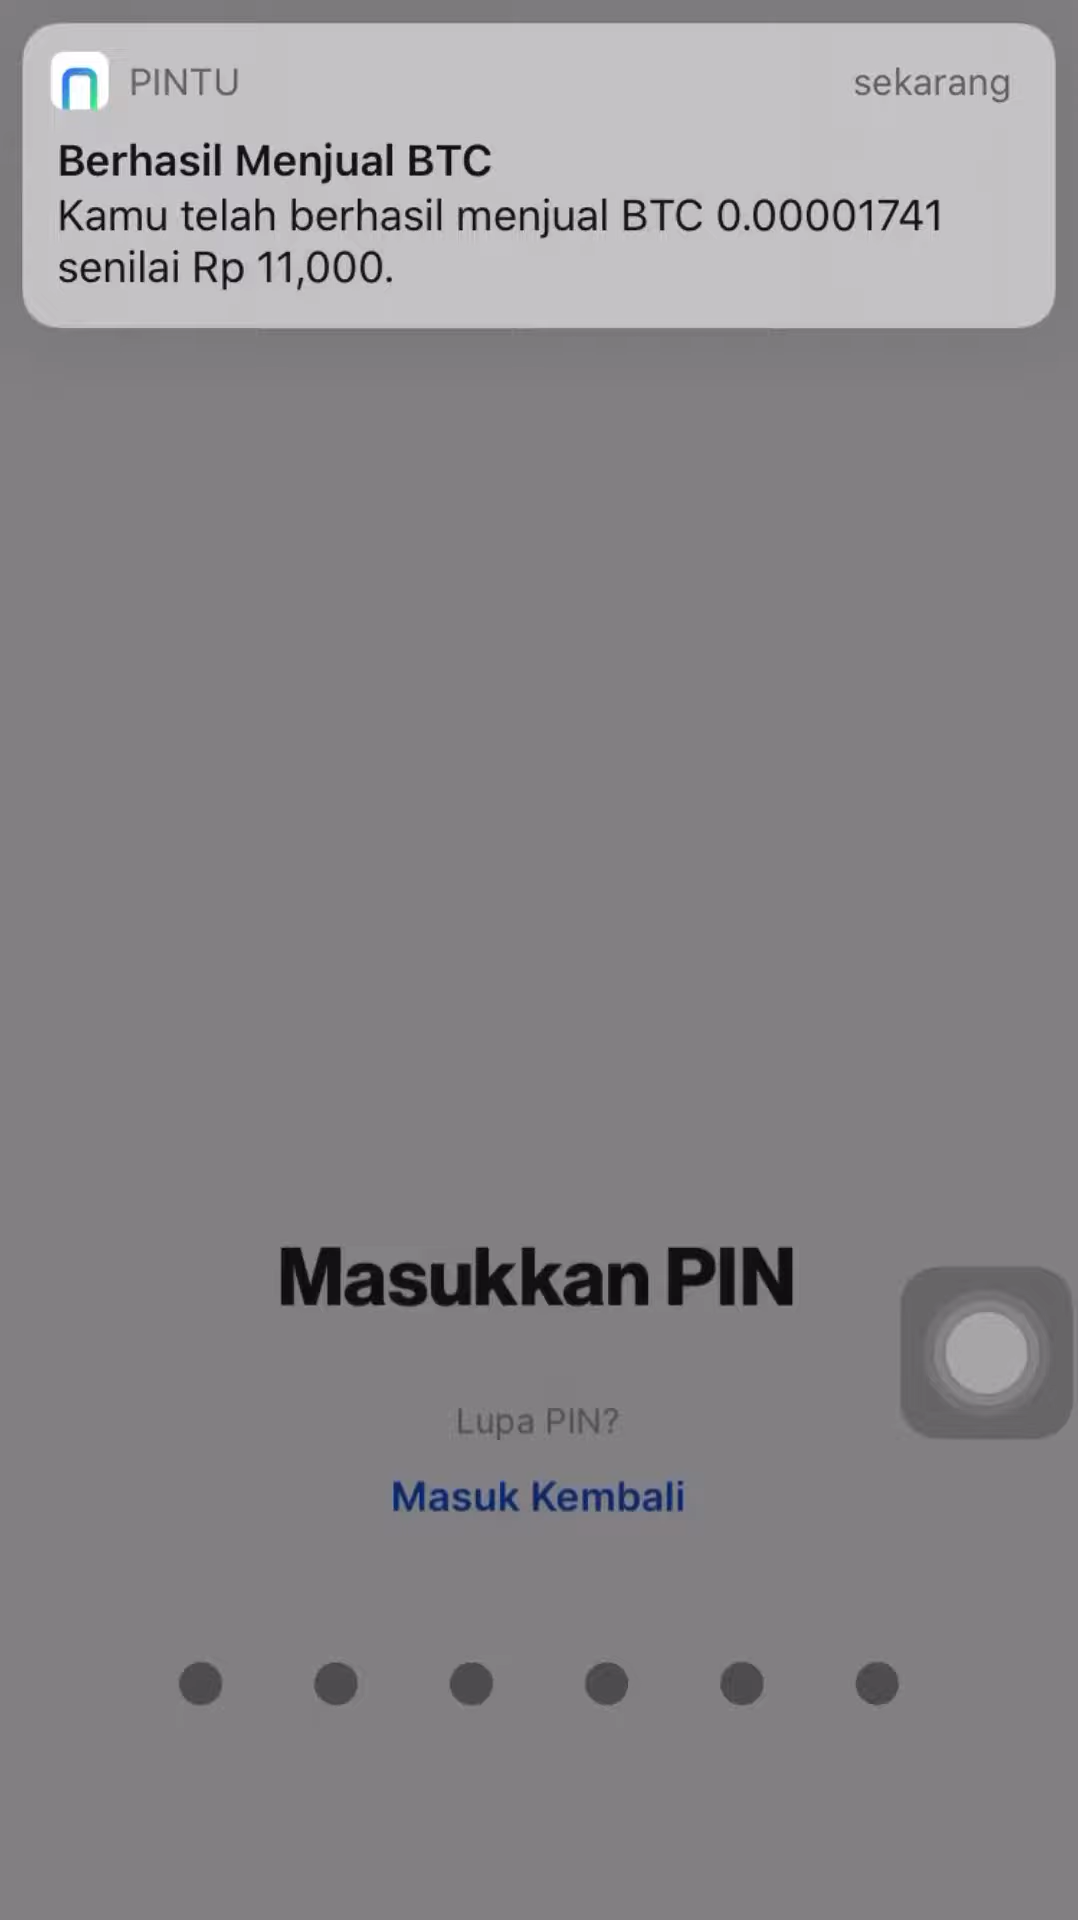 PINTU
sekarang
Berhasil Menjual BTC
Kamu telah berhasil menjual BTC 0.00001741
senilai Rp 11,000.
Masukkan PIN
Lupa PIN?
Masuk Kembali